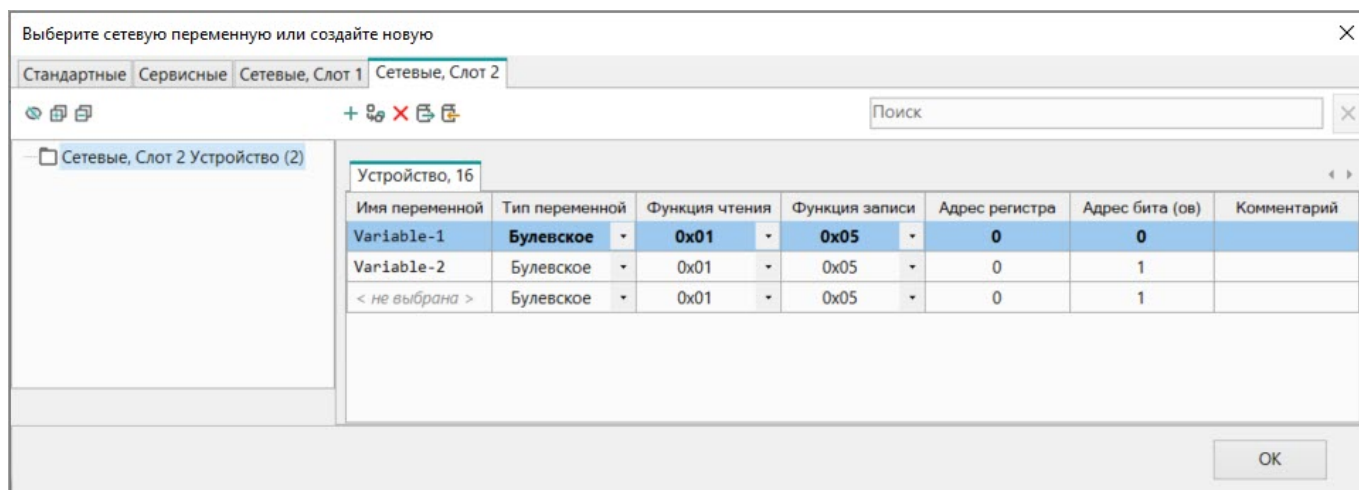 Выберите сетевую переменную или создайте новую
Стандартные Сервисные Сетевые, Слот 1 Сетевые, Слот 2
Поиск
Сетевые, Слот 2 Устройство (2)
Устройство, 16
Имя переменной Тип переменной Функция чтения Функция записи Адрес регистра Адрес бита (ов) Комментарий
Variable-1 Булевское 0x01 0x05 0 0
Variable-2 Булевское 0x01 0x05 0 1
< не выбрана > Булевское 0x01 0x05 0 1
OK